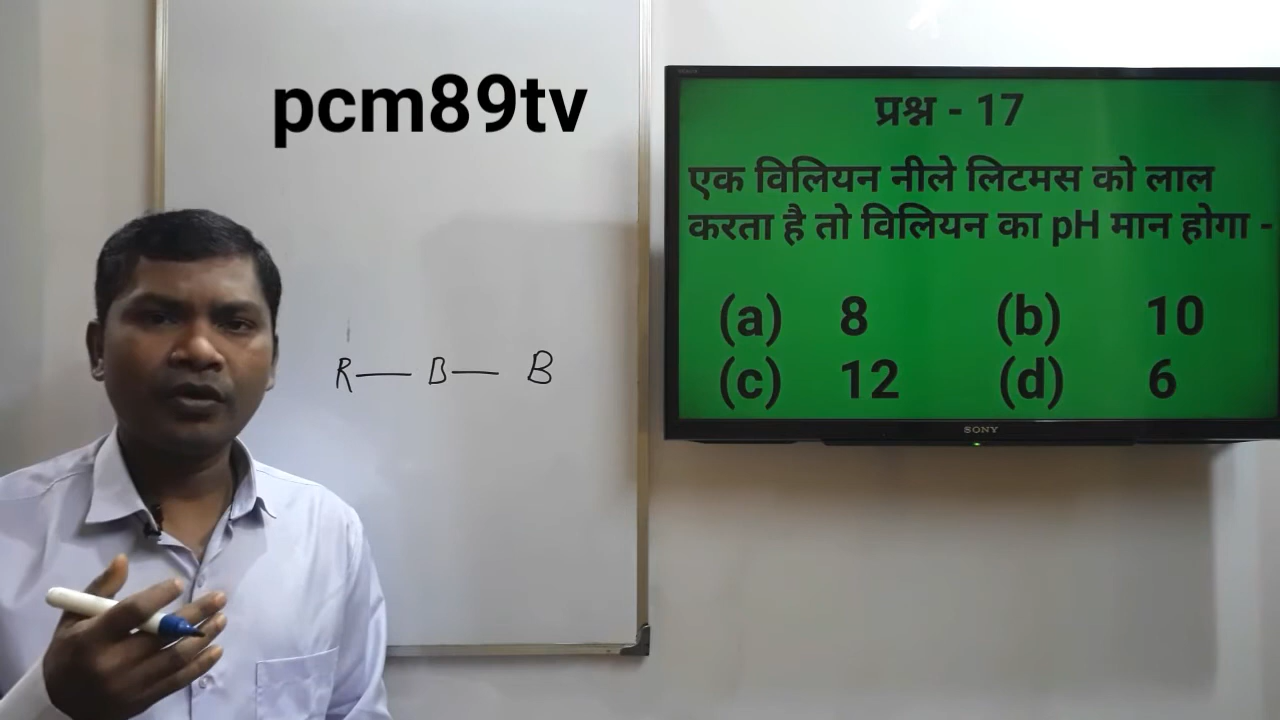 pcm89tv
R — B — B
प्रश्न - 17
एक विलियन नीले लिटमस को लाल
करता है तो विलियन का pH मान होगा -
(a) 8 (b) 10
(c) 12 (d) 6
SONY